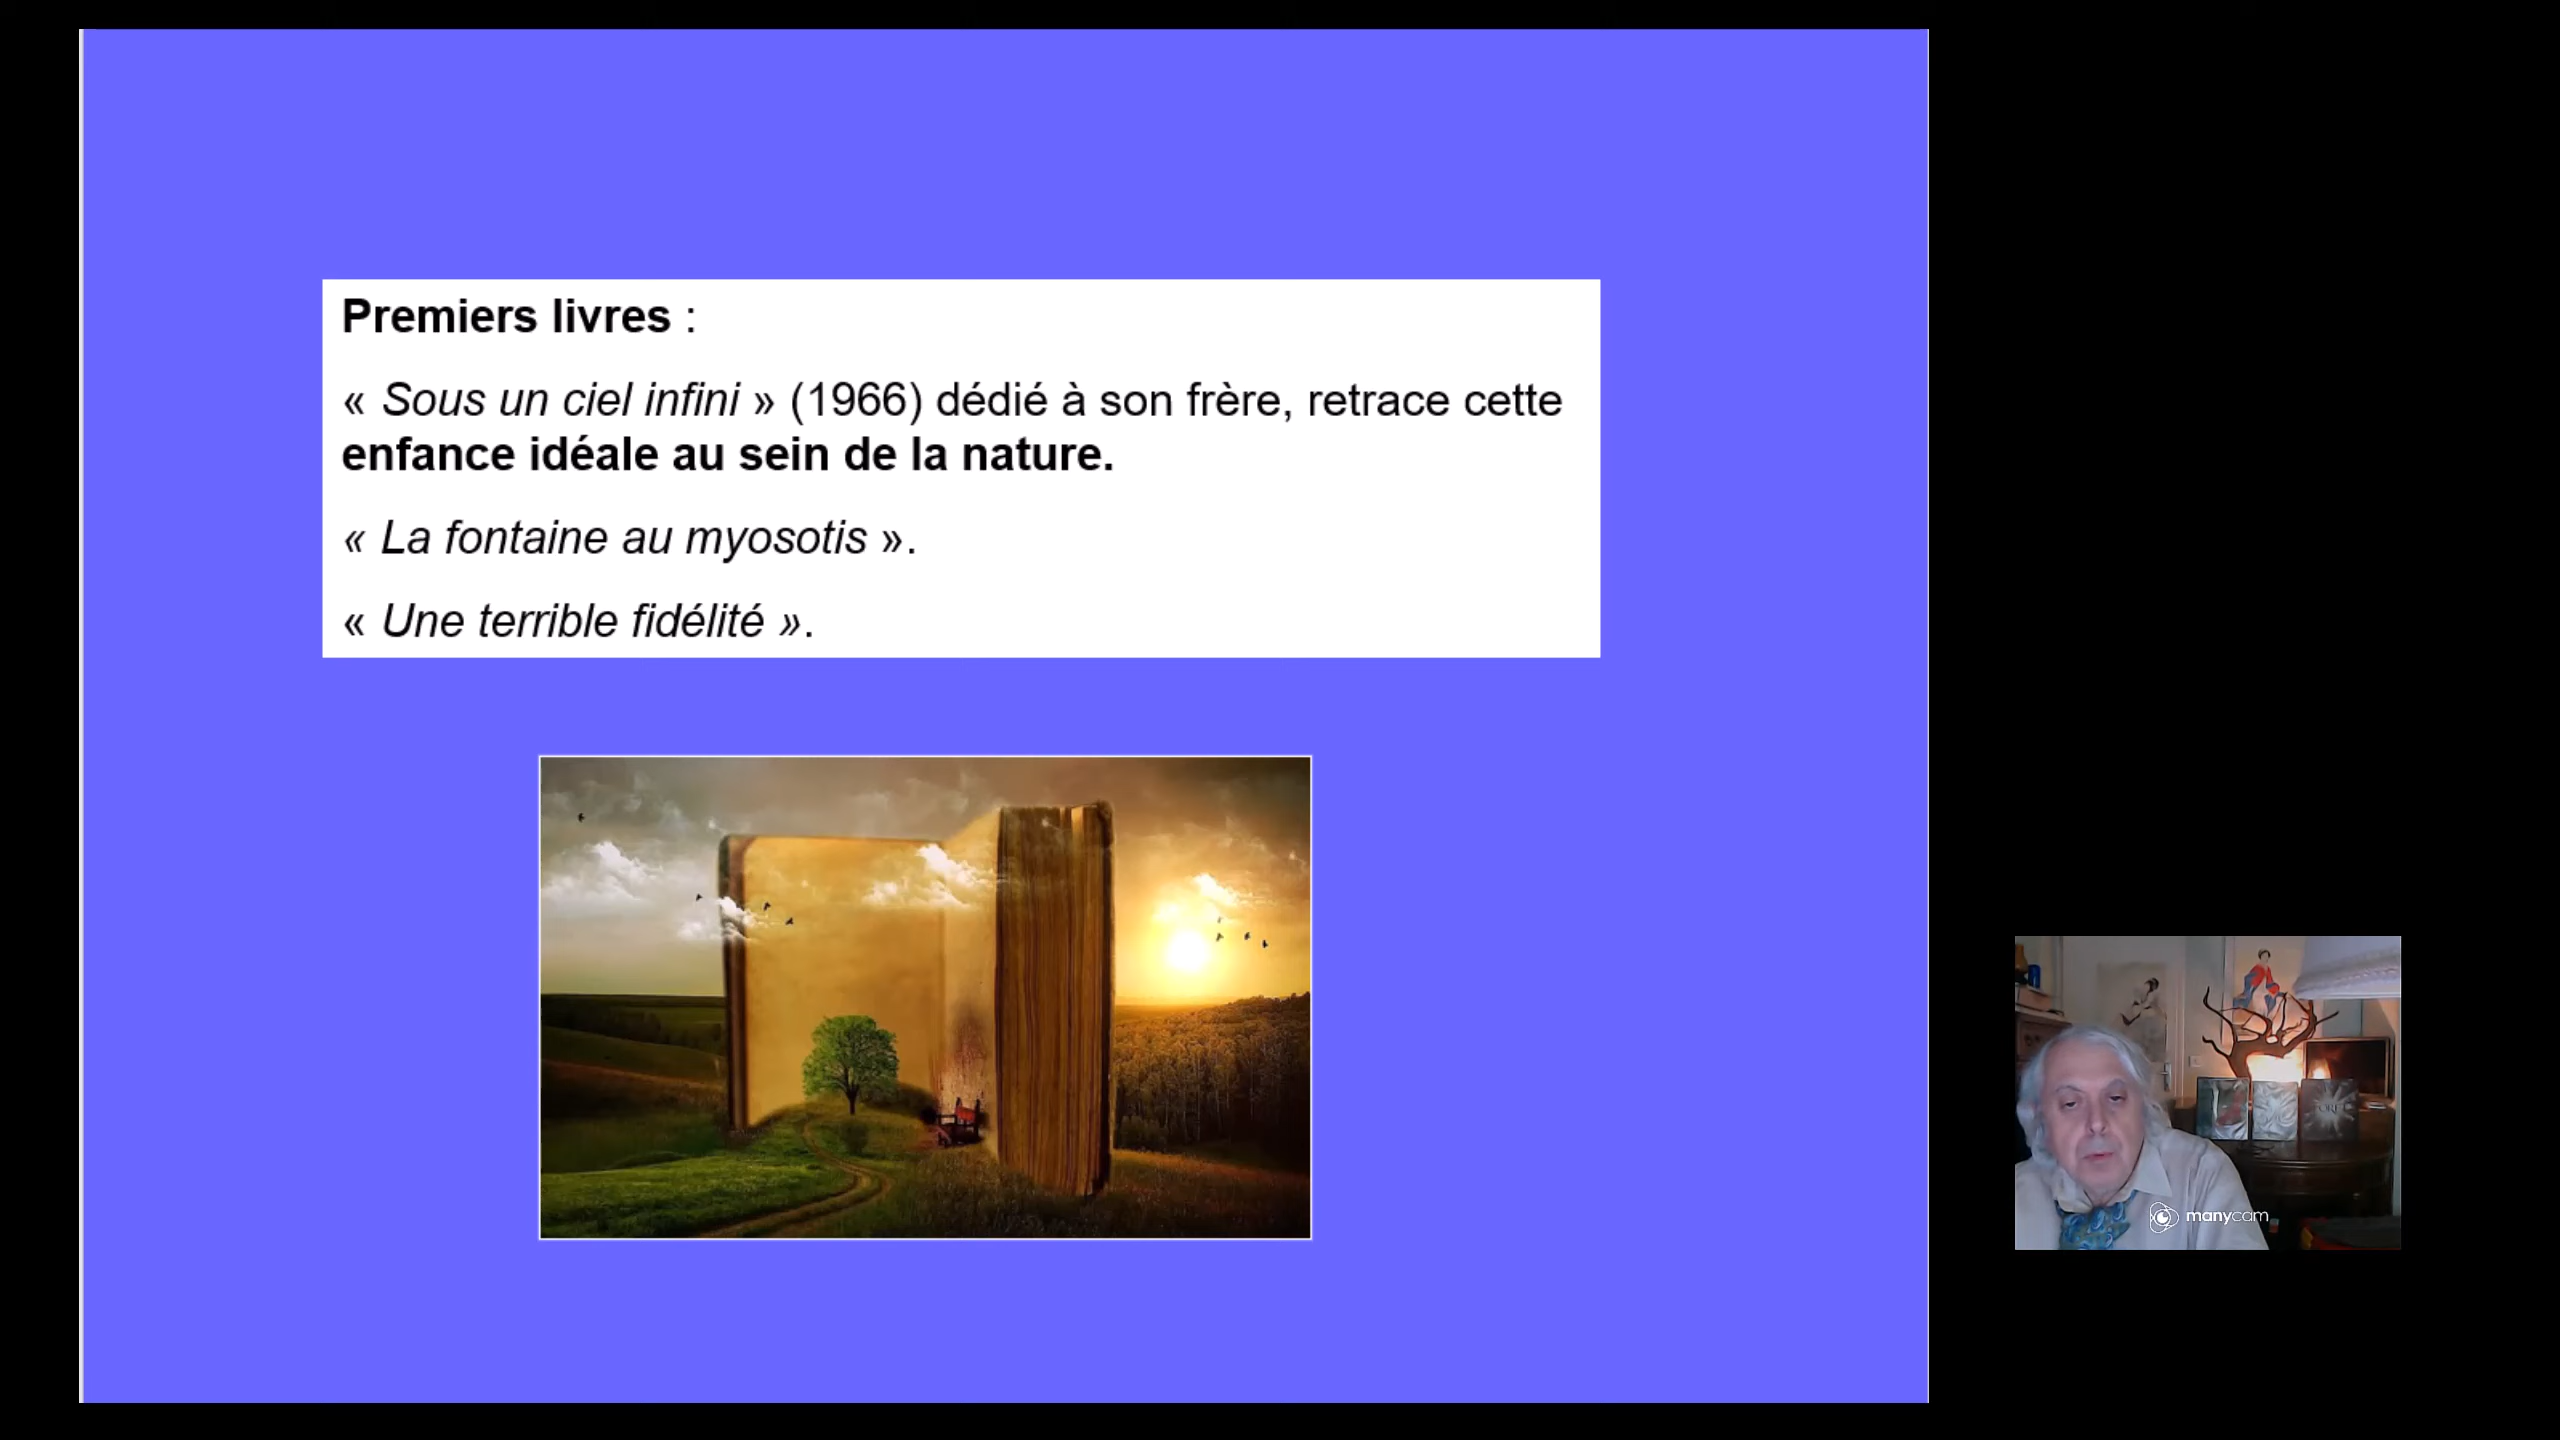 Premiers livres :
« Sous un ciel infini » (1966) dédié à son frère, retrace cette
enfance idéale au sein de la nature.
« La fontaine au myosotis ».
« Une terrible fidélité ».
manycam